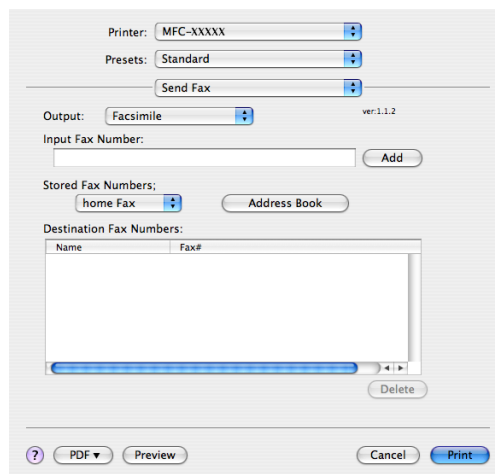 Printer: MFC-XXXXX
Presets: Standard
Send Fax
Output: Facsimile ver:1.1.2
Input Fax Number:
Add
Stored Fax Numbers;
home Fax Address Book
Destination Fax Numbers:
Name Fax#
Delete
? PDF▼ Preview Cancel Print